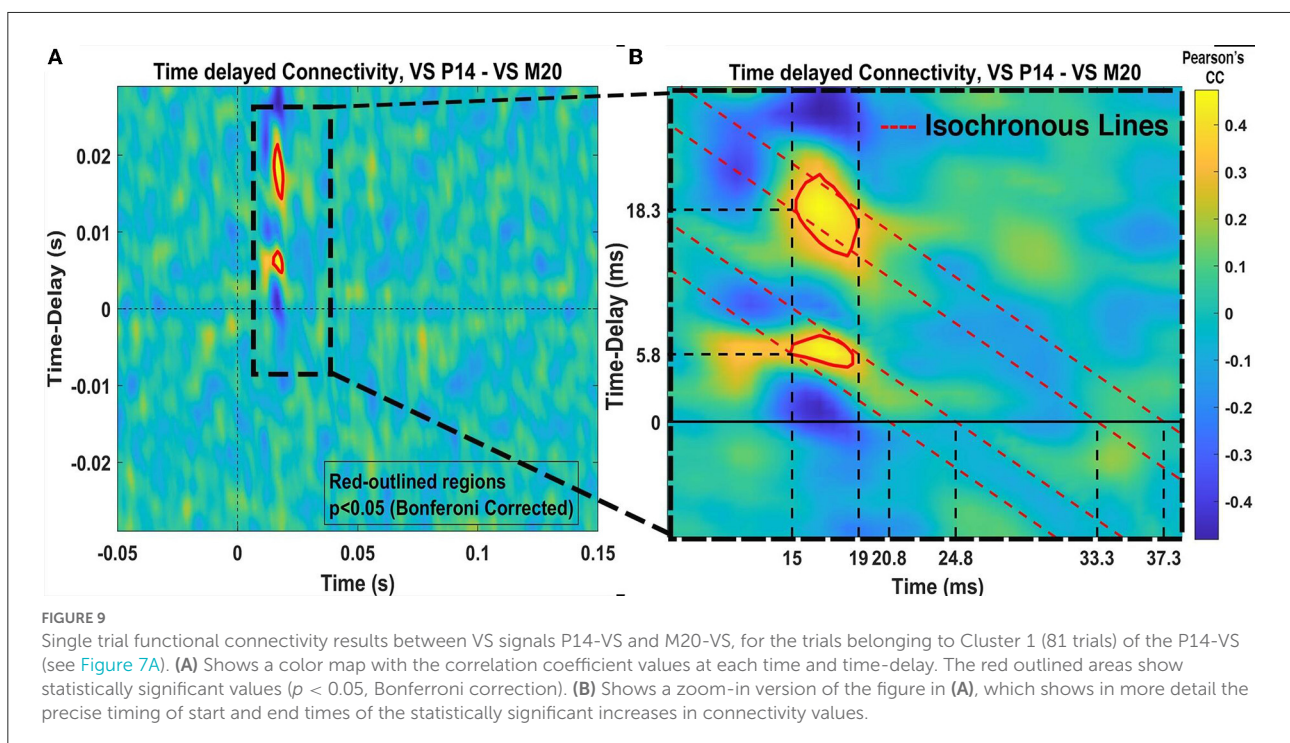 A
Time delayed Connectivity, VS P14 - VS M20
Time-Delay (s)
0.02
0.01
0
-0.01
-0.02
Red-outlined regions
p<0.05 (Bonferoni Corrected)
-0.05 0 0.05 0.1 0.15
Time (s)
B
Time delayed Connectivity, VS P14 - VS M20
Isochronous Lines
Time-Delay (ms)
18.3
5.8
0
15 19 20.8 24.8 33.3 37.3
Time (ms)
Pearson's
CC
0.4
0.3
0.2
0.1
0
-0.1
-0.2
-0.3
-0.4
FIGURE 9
Single trial functional connectivity results between VS signals P14-VS and M20-VS, for the trials belonging to Cluster 1 (81 trials) of the P14-VS
(see Figure 7A). (A) Shows a color map with the correlation coefficient values at each time and time-delay. The red outlined areas show
statistically significant values (p < 0.05, Bonferroni correction). (B) Shows a zoom-in version of the figure in (A), which shows in more detail the
precise timing of start and end times of the statistically significant increases in connectivity values.